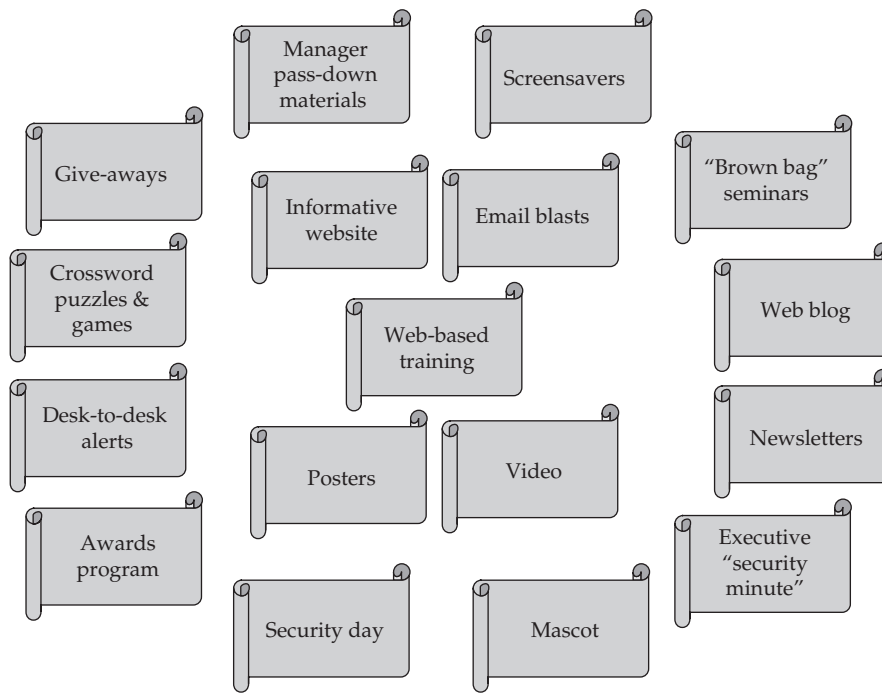 Manager
pass-down
materials
Screensavers
Give-aways
Informative
website
Email blasts
“Brown bag”
seminars
Crossword
puzzles &
games
Web-based
training
Web blog
Desk-to-desk
alerts
Posters
Video
Newsletters
Awards
program
Executive
“security
minute”
Security day
Mascot